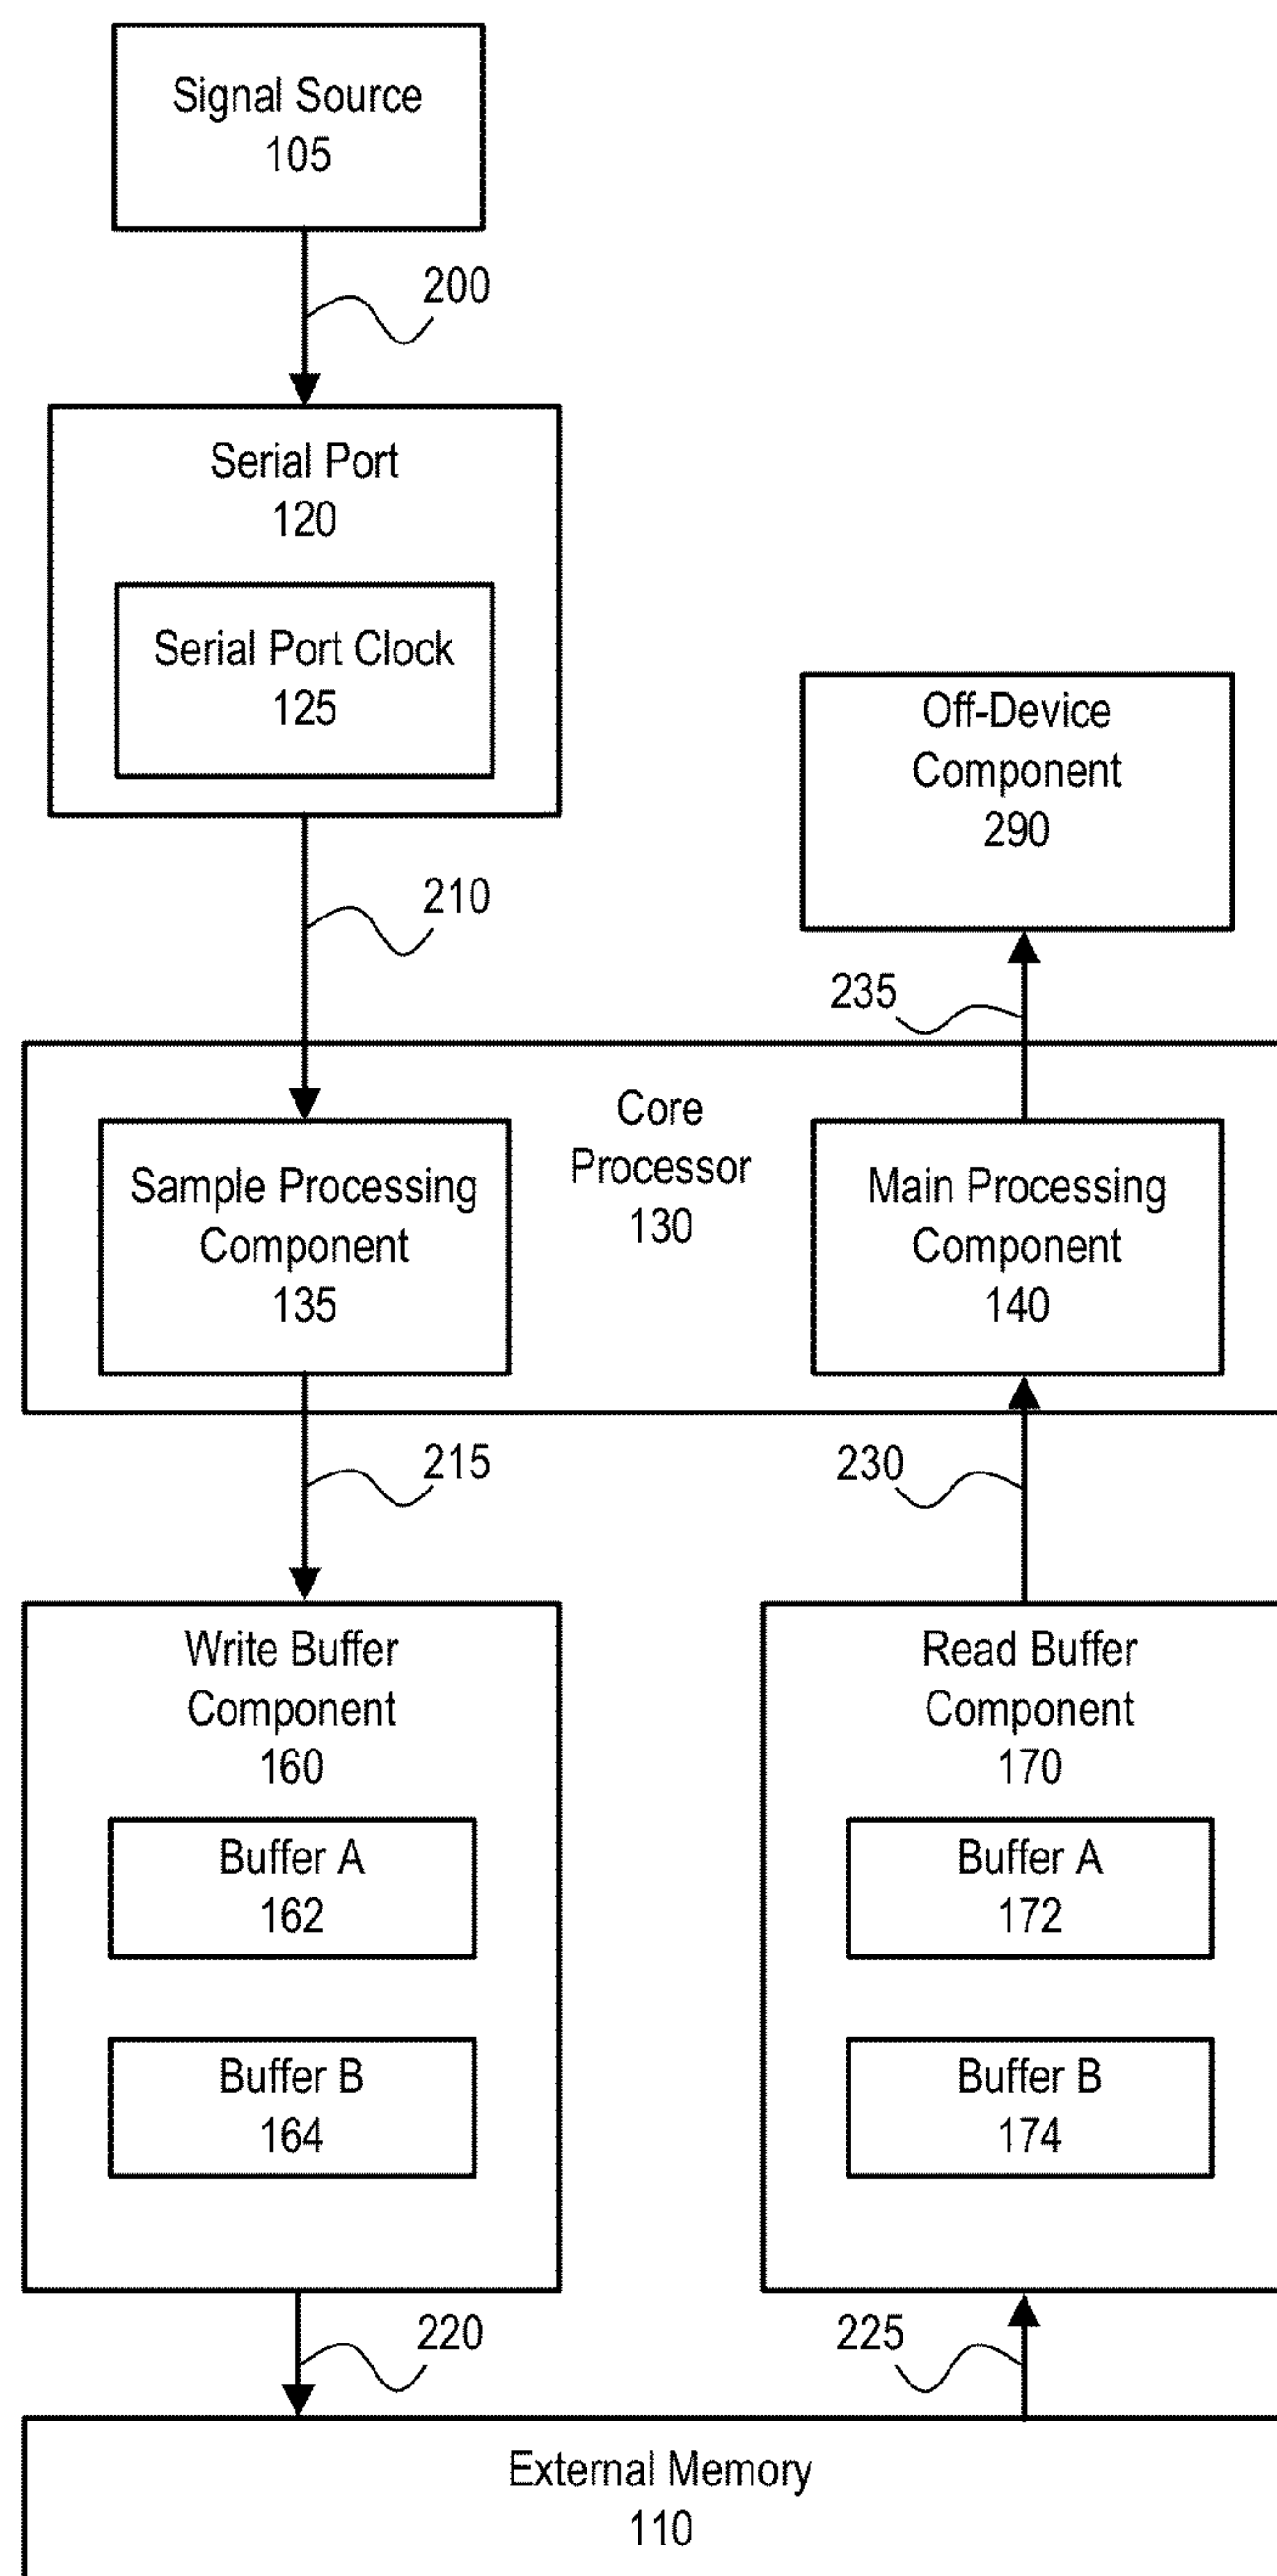 Signal Source
105
200
Serial Port
120
Serial Port Clock
125
210
Off-Device
Component
290
235
Core
Processor
130
Sample Processing
Component
135
Main Processing
Component
140
215
230
Write Buffer
Component
160
Buffer A
162
Buffer B
164
Read Buffer
Component
170
Buffer A
172
Buffer B
174
220
225
External Memory
110